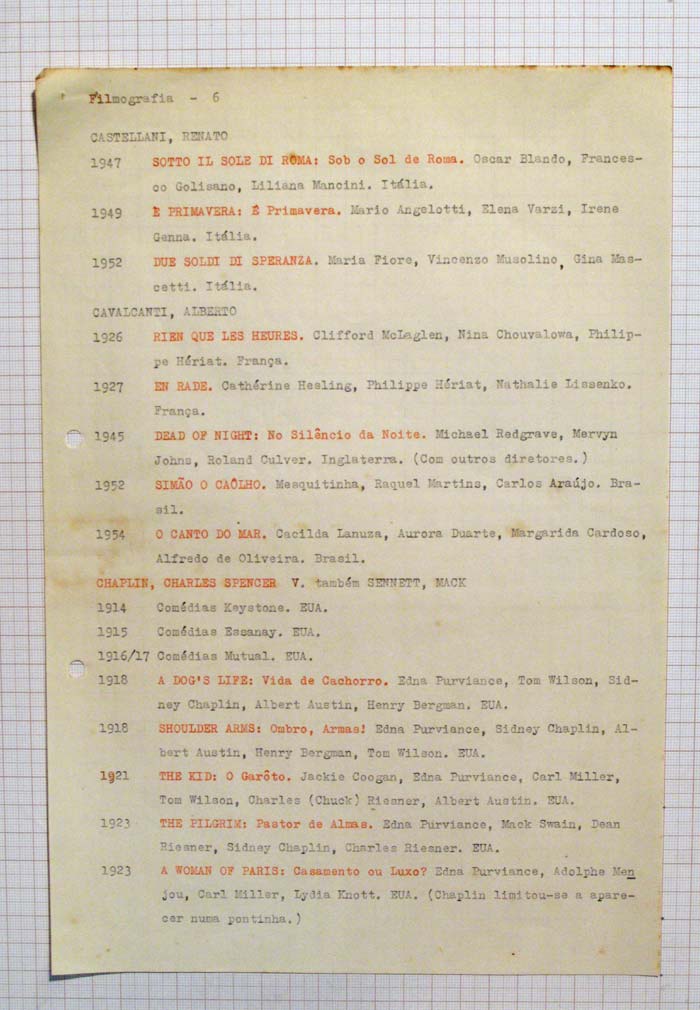 Filmografia - 6
CASTELLANI, RENATO
1947 SOTTO IL SOLE DI ROMA: Sob o Sol de Roma. Oscar Blando, Frances-
co Golisano, Liliana Mancini. Itália.
1949 È PRIMAVERA: É Primavera. Mario Angelotti, Elena Varzi, Irene
Genna. Itália.
1952 DUE SOLDI DI SPERANZA. Maria Fiore, Vincenzo Musolino, Gina Mas-
cetti. Itália.
CAVALCANTI, ALBERTO
1926 RIEN QUE LES HEURES. Clifford McLaglen, Nina Chouvalowa, Philip-
pe Hériat. França.
1927 EN RADE. Cathérine Hesling, Philippe Hériat, Nathalie Lissenko.
França.
1945 DEAD OF NIGHT: No Silêncio da Noite. Michael Redgrave, Mervyn
Johns, Roland Culver. Inglaterra. (Com outros diretores.)
1952 SIMÃO O CAÔLHO. Mesquitinha, Raquel Martins, Carlos Araújo. Bra-
sil.
1954 O CANTO DO MAR. Cacilda Lanuza, Aurora Duarte, Margarida Cardoso,
Alfredo de Oliveira. Brasil.
CHAPLIN, CHARLES SPENCER V. também SENNETT, MACK
1914 Comédias Keystone. EUA.
1915 Comédias Essanay. EUA.
1916/17 Comédias Mutual. EUA.
1918 A DOG'S LIFE: Vida de Cachorro. Edna Purviance, Tom Wilson, Sid-
ney Chaplin, Albert Austin, Henry Bergman. EUA.
1918 SHOULDER ARMS: Ombro, Armas! Edna Purviance, Sidney Chaplin, Al-
bert Austin, Henry Bergman, Tom Wilson. EUA.
1921 THE KID: O Garôto. Jackie Coogan, Edna Purviance, Carl Miller,
Tom Wilson, Charles (Chuck) Riesner, Albert Austin. EUA.
1923 THE PILGRIM: Pastor de Almas. Edna Purviance, Mack Swain, Dean
Riesner, Sidney Chaplin, Charles Riesner. EUA.
1923 A WOMAN OF PARIS: Casamento ou Luxo? Edna Purviance, Adolphe Men
jou, Carl Miller, Lydia Knott. EUA. (Chaplin limitou-se a apare-
cer numa pontinha.)